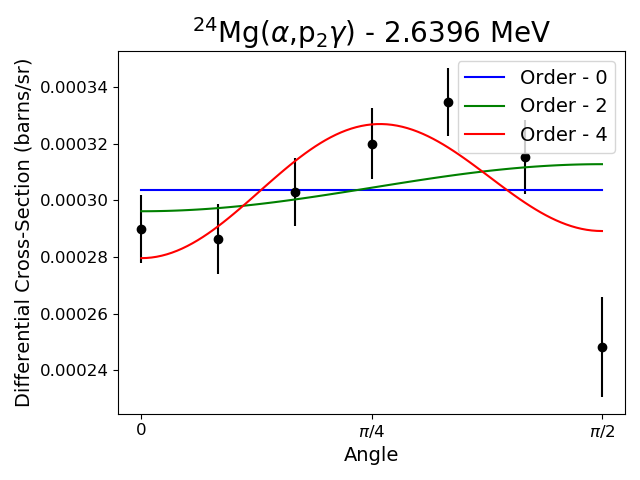 ²⁴Mg(α,p₂γ) - 2.6396 MeV
Differential Cross-Section (barns/sr)
0.00034
0.00032
0.00030
0.00028
0.00026
0.00024
Order - 0
Order - 2
Order - 4
0
π/4
π/2
Angle